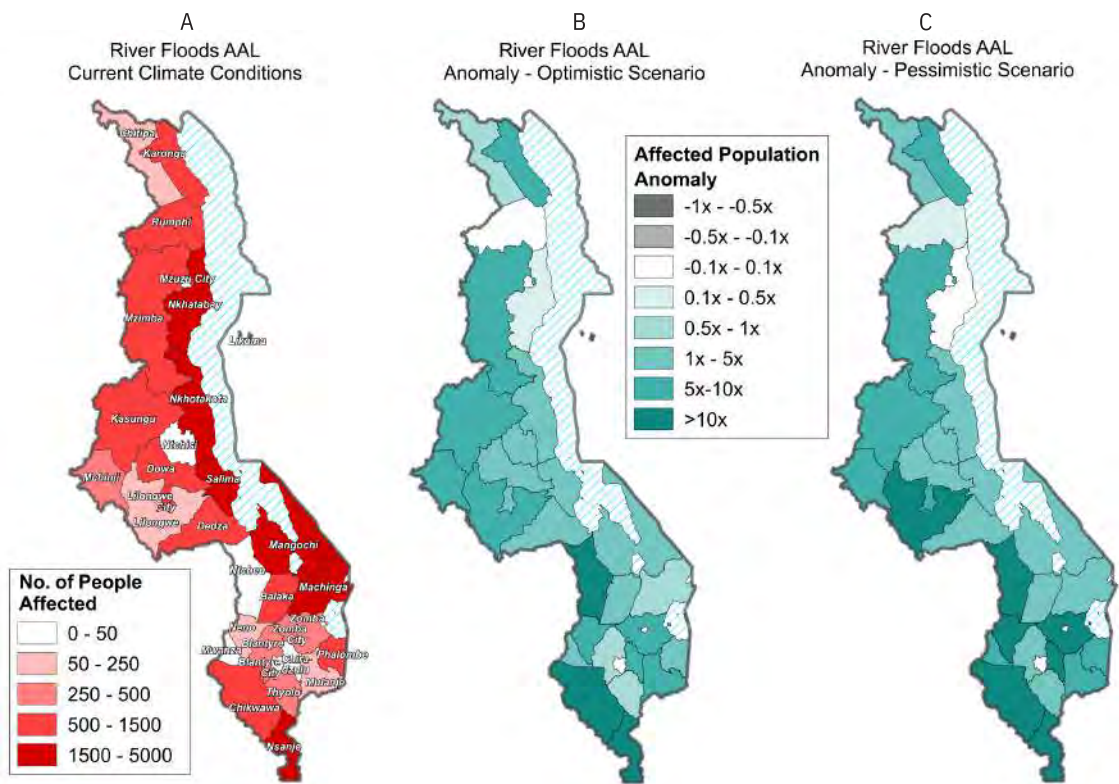 A
River Floods AAL
Current Climate Conditions
B
River Floods AAL
Anomaly - Optimistic Scenario
C
River Floods AAL
Anomaly - Pessimistic Scenario
Chitipa
Karonga
Rumphi
Mzuzu City
Nkhatabay
Mzimba
Likoma
Nkhotakota
Kasungu
Ntchisi
Dowa
Mchinji
Salima
Lilongwe
City
Lilongwe
Dedza
Mangochi
Ntcheu
Machinga
Balaka
Zomba
Neno
Zomba
City
Blantyre
Mwanza
Phalombe
Chira-
dzulu
Blantyre
City
Mulanje
Thyolo
Chikwawa
Nsanje
Affected Population
Anomaly
-1x - -0.5x
-0.5x - -0.1x
-0.1x - 0.1x
0.1x - 0.5x
0.5x - 1x
1x - 5x
5x-10x
>10x
No. of People
Affected
0 - 50
50 - 250
250 - 500
500 - 1500
1500 - 5000